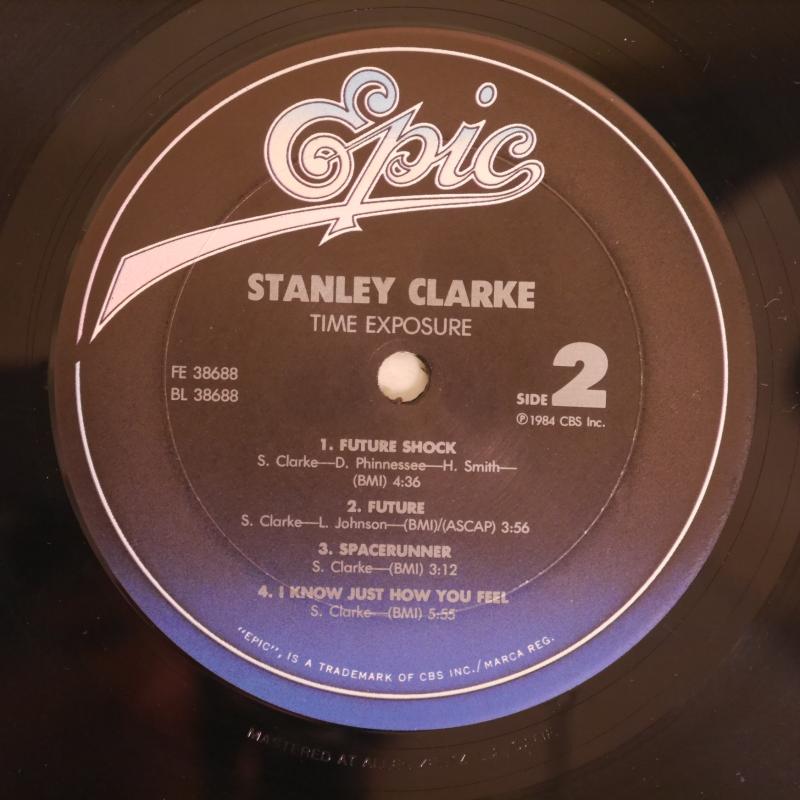 Epic
STANLEY CLARKE
TIME EXPOSURE
FE 38688
BL 38688
SIDE 2
Ⓟ 1984 CBS Inc.
1. FUTURE SHOCK
S. Clarke—D. Phinnessee—H. Smith—
(BMI) 4:36
2. FUTURE
S. Clarke—L. Johnson—(BMI)/(ASCAP) 3:56
3. SPACERUNNER
S. Clarke—(BMI) 3:12
4. I KNOW JUST HOW YOU FEEL
S. Clarke—(BMI) 5:55
"EPIC", IS A TRADEMARK OF CBS INC./MARCA REG.
MASTERED AT